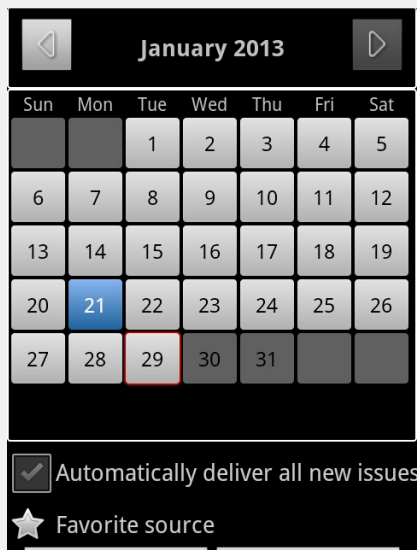 January 2013
Sun Mon Tue Wed Thu Fri Sat
1 2 3 4 5
6 7 8 9 10 11 12
13 14 15 16 17 18 19
20 21 22 23 24 25 26
27 28 29 30 31
Automatically deliver all new issues
Favorite source